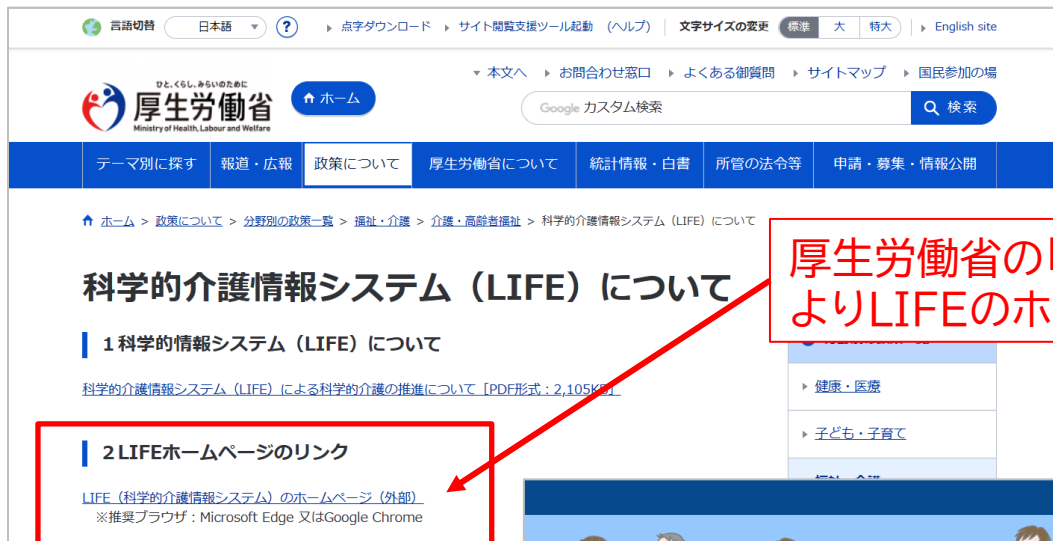 言語切替 日本語 ? 点字ダウンロード サイト閲覧支援ツール起動 (ヘルプ) 文字サイズの変更 標準 大 特大 English site
本文へ お問合わせ窓口 よくある御質問 サイトマップ 国民参加の場
ひと、くらし、みらいのために
厚生労働省
Ministry of Health, Labour and Welfare
ホーム
Google カスタム検索 検索
テーマ別に探す 報道・広報 政策について 厚生労働省について 統計情報・白書 所管の法令等 申請・募集・情報公開
ホーム > 政策について > 分野別の政策一覧 > 福祉・介護 > 介護・高齢者福祉 > 科学的介護情報システム(LIFE)について
厚生労働省の
よりLIFEのホ
科学的介護情報システム(LIFE)について
1 科学的情報システム(LIFE)について
科学的介護情報システム(LIFE)による科学的介護の推進について[PDF形式:2,105KB]
健康・医療
子ども・子育て
2 LIFEホームページのリンク
LIFE(科学的介護情報システム)のホームページ(外部)
※推奨ブラウザ:Microsoft Edge 又はGoogle Chrome